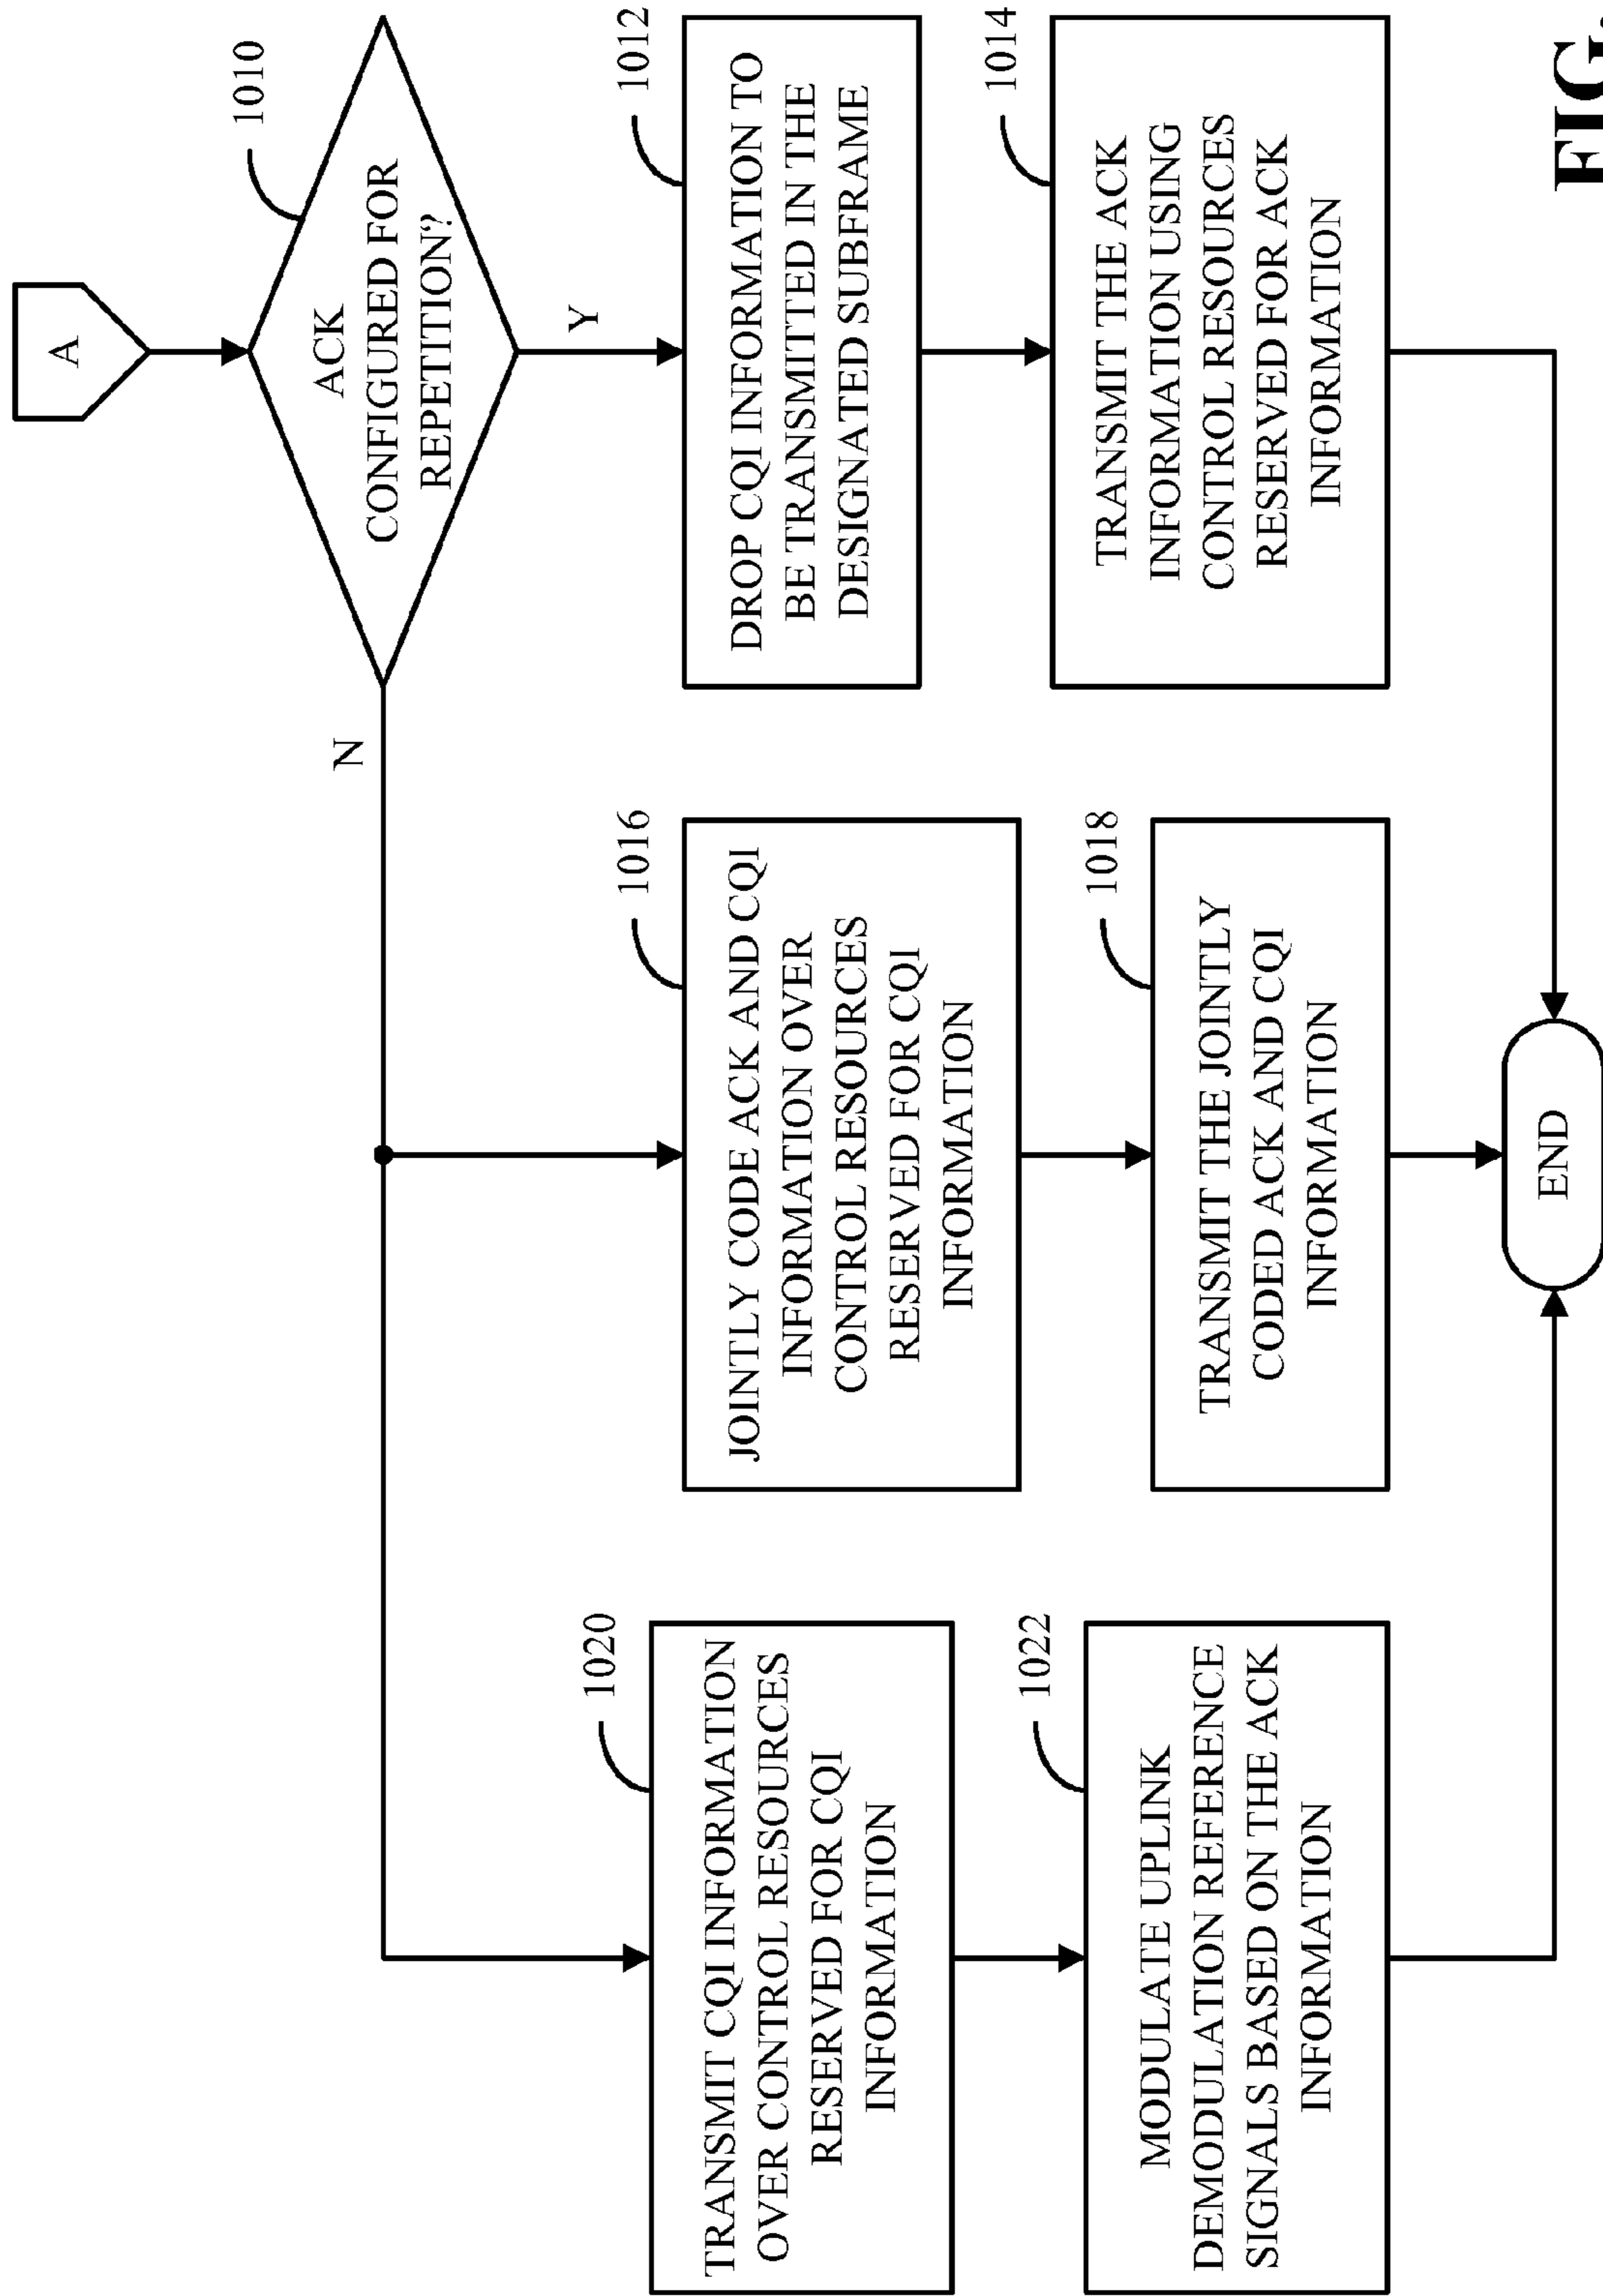 A
1010
ACK
CONFIGURED FOR
REPETITION?
N
Y
1020
TRANSMIT CQI INFORMATION
OVER CONTROL RESOURCES
RESERVED FOR CQI
INFORMATION
1022
MODULATE UPLINK
DEMODULATION REFERENCE
SIGNALS BASED ON THE ACK
INFORMATION
1016
JOINTLY CODE ACK AND CQI
INFORMATION OVER
CONTROL RESOURCES
RESERVED FOR CQI
INFORMATION
1018
TRANSMIT THE JOINTLY
CODED ACK AND CQI
INFORMATION
1012
DROP CQI INFORMATION TO
BE TRANSMITTED IN THE
DESIGNATED SUBFRAME
1014
TRANSMIT THE ACK
INFORMATION USING
CONTROL RESOURCES
RESERVED FOR ACK
INFORMATION
END
FIG.